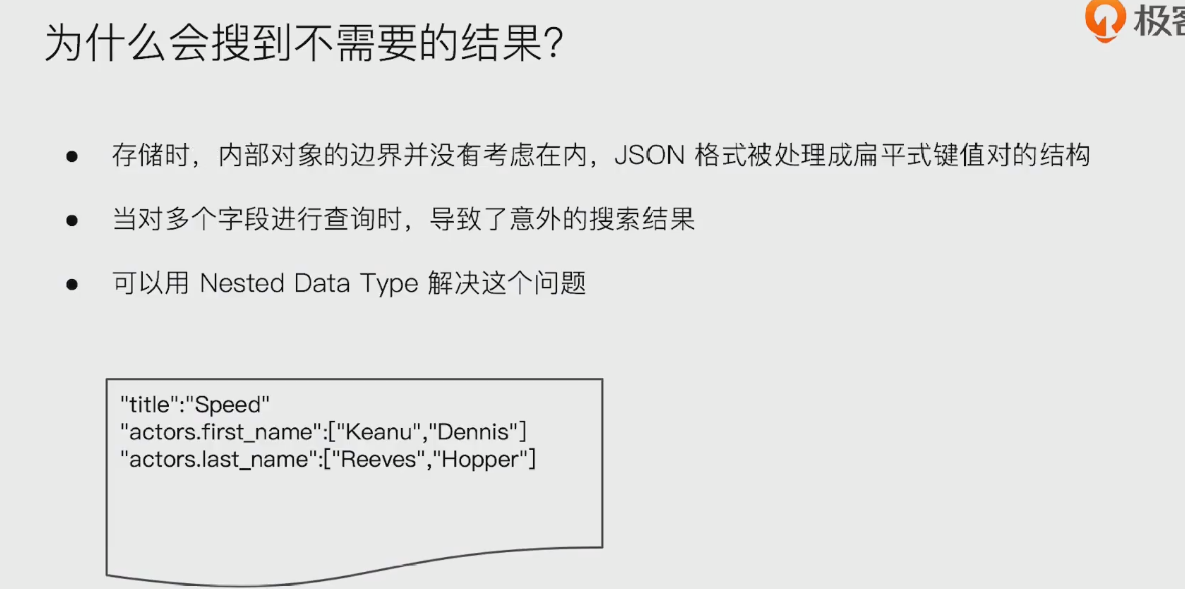 为什么会搜到不需要的结果?
极客
● 存储时，内部对象的边界并没有考虑在内，JSON 格式被处理成扁平式键值对的结构
● 当对多个字段进行查询时，导致了意外的搜索结果
● 可以用 Nested Data Type 解决这个问题
"title":"Speed"
"actors.first_name":["Keanu","Dennis"]
"actors.last_name":["Reeves","Hopper"]